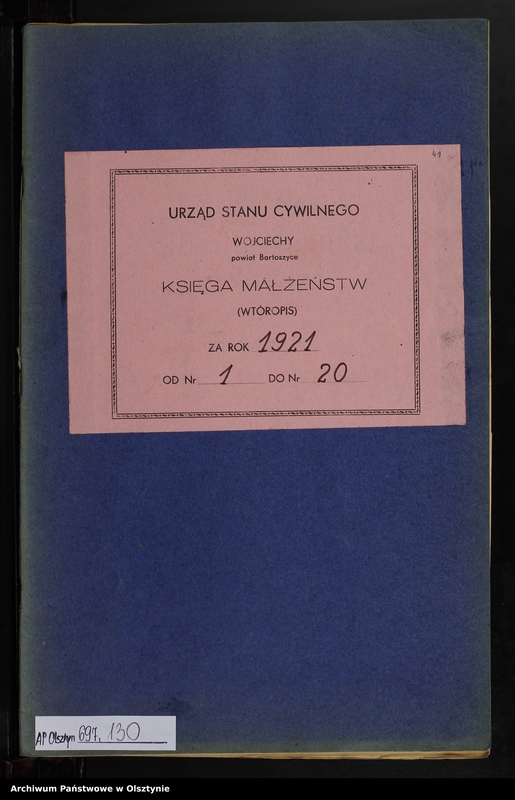 41
URZĄD STANU CYWILNEGO
WOJCIECHY
powiat Bartoszyce
KSIĘGA MAŁŻEŃSTW
(WTÓROPIS)
ZA ROK 1921
OD Nr 1 DO Nr 20
AP Olsztyn 697, 130
Archiwum Państwowe w Olsztynie